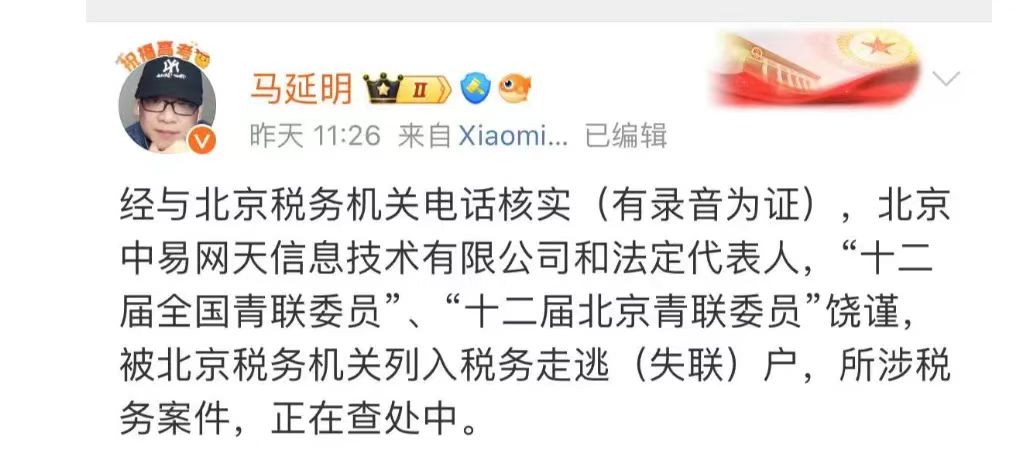 祝福高考
马延明 II
昨天 11:26 来自 Xiaomi... 已编辑
经与北京税务机关电话核实（有录音为证），北京
中易网天信息技术有限公司和法定代表人，“十二
届全国青联委员”、“十二届北京青联委员”饶谨，
被北京税务机关列入税务走逃（失联）户，所涉税
务案件，正在查处中。